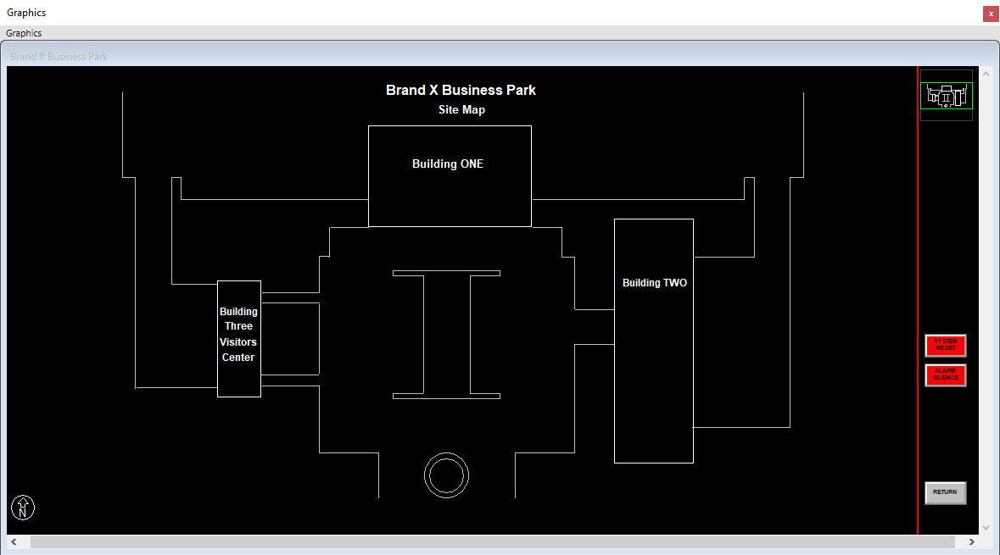 Graphics
x
Graphics
Brand X Business Park
Brand X Business Park
Site Map
Building ONE
Building TWO
Building
Three
Visitors
Center
SYSTEM
RESET
ALARM
SILENCE
RETURN
N